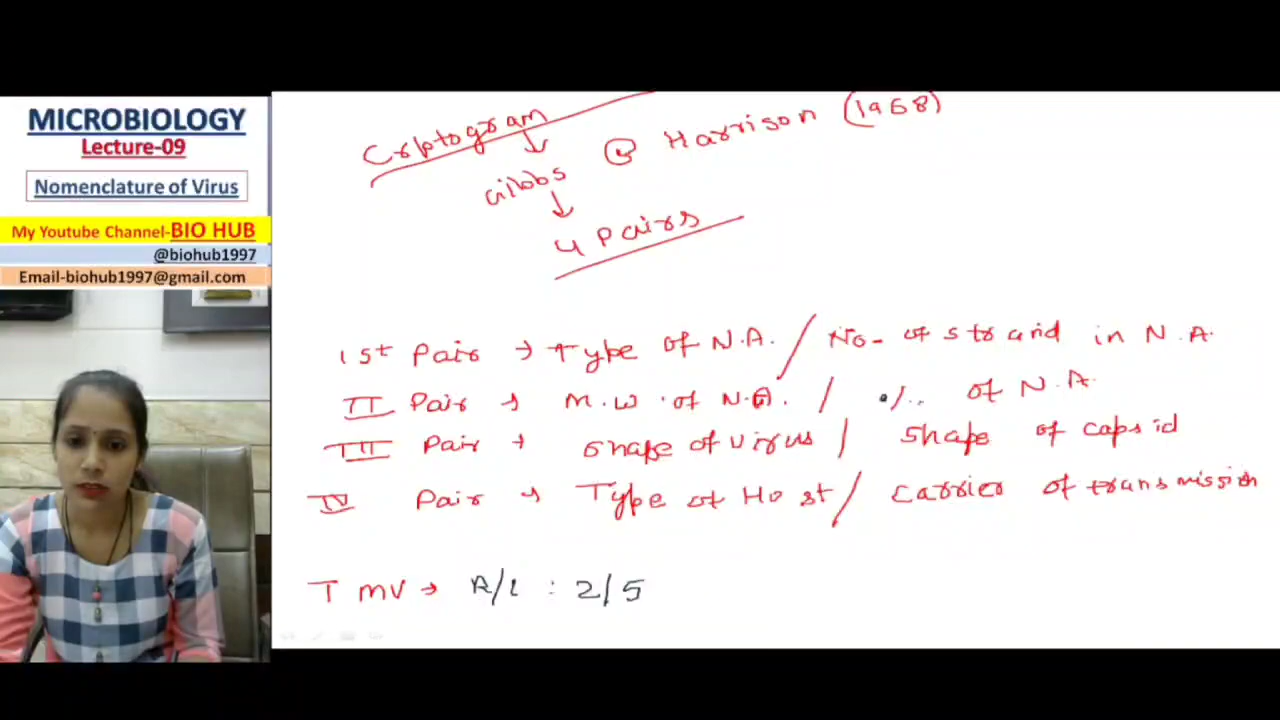 MICROBIOLOGY
Lecture-09
Nomenclature of Virus
My Youtube Channel-BIO HUB
@biohub1997
Email-biohub1997@gmail.com
Crptogram
Gibbs & Harrison (1968)
4 Pairs
1st Pair → Type of N.A. / No. of strand in N.A.
II Pair → M.W. of N.A. / % of N.A.
III Pair → Shape of virus / Shape of capsid
IV Pair → Type of Host / Carrier of transmission
TMV → R/1 : 2/5